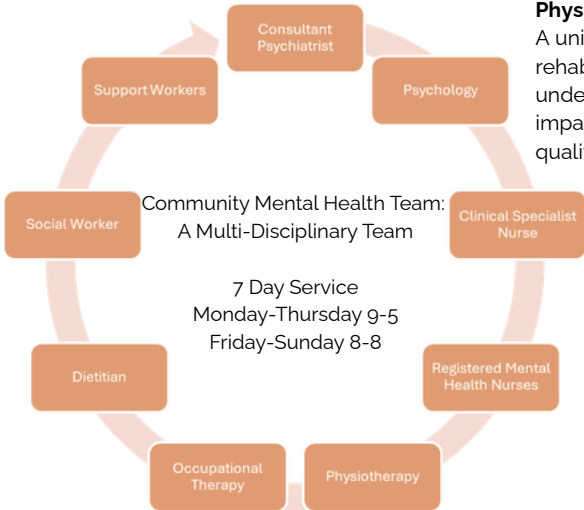 Consultant
Psychiatrist
Psychology
Clinical Specialist
Nurse
Registered Mental
Health Nurses
Physiotherapy
Occupational
Therapy
Dietitian
Social Worker
Support Workers
Community Mental Health Team:
A Multi-Disciplinary Team
7 Day Service
Monday-Thursday 9-5
Friday-Sunday 8-8
Phys
A uni
rehab
unde
impa
quali